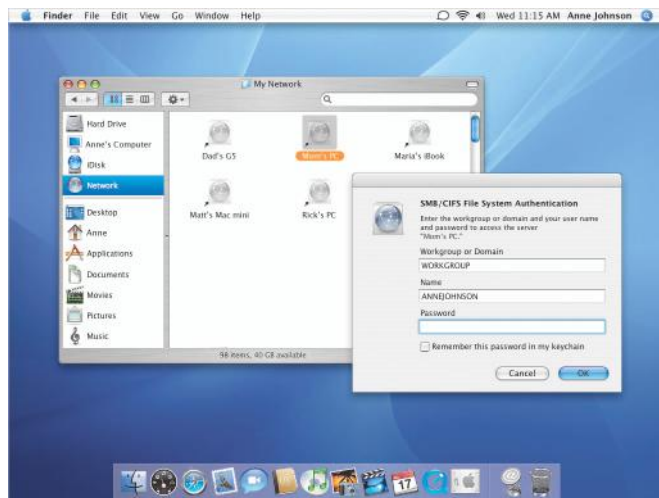 Finder File Edit View Go Window Help Wed 11:15 AM Anne Johnson
My Network
Hard Drive
Anne's Computer
iDisk
Network
Desktop
Anne
Applications
Documents
Movies
Pictures
Music
Dad's G5
Mom's PC
Maria's iBook
Matt's Mac mini
Rick's PC
98 items, 40 GB available
SMB/CIFS File System Authentication
Enter the workgroup or domain and your user name
and password to access the server
"Mom's PC."
Workgroup or Domain
WORKGROUP
Name
ANNEJOHNSON
Password
Remember this password in my keychain
Cancel OK
17